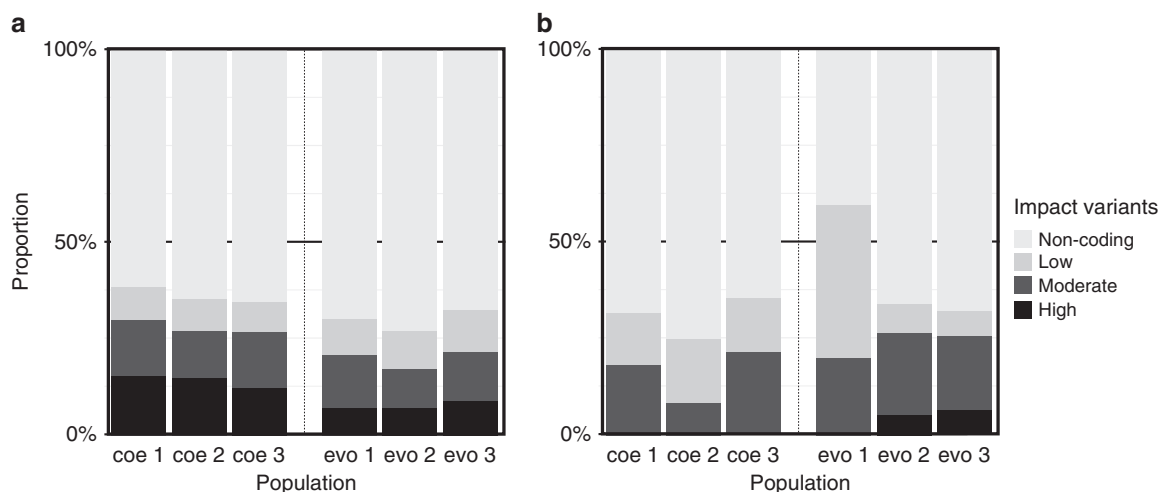 a
100%
50%
0%
Proportion
coe 1 coe 2 coe 3 evo 1 evo 2 evo 3
Population
b
100%
50%
0%
coe 1 coe 2 coe 3 evo 1 evo 2 evo 3
Population
Impact variants
Non-coding
Low
Moderate
High